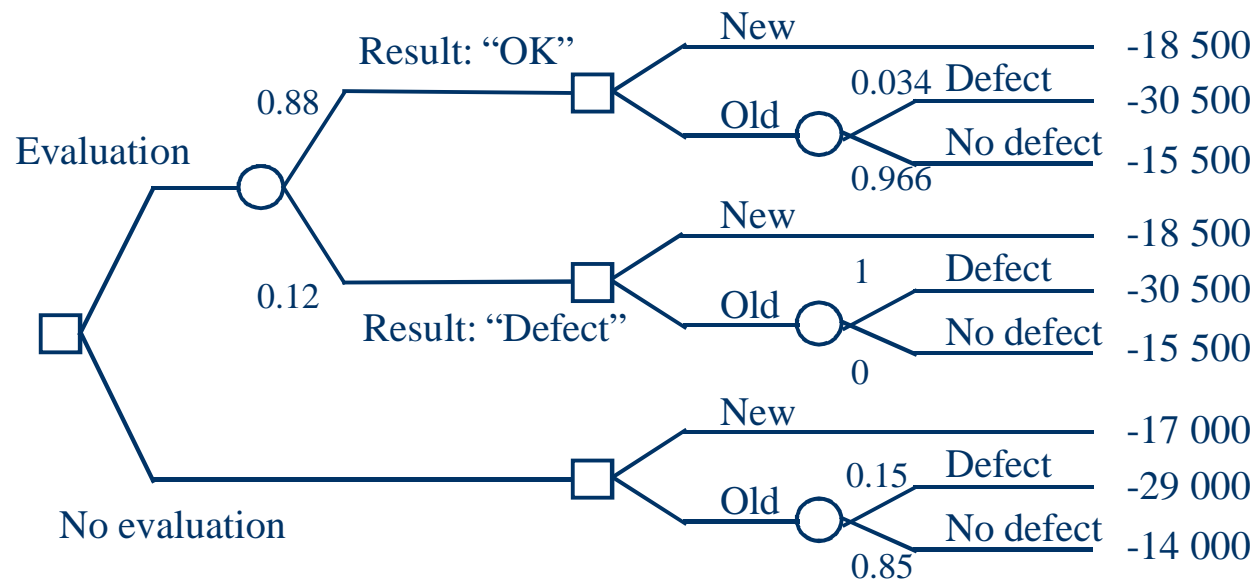 New
-18 500
Result: “OK”
0.034 Defect
-30 500
0.88
Old
No defect
-15 500
Evaluation
0.966
New
-18 500
1
Defect
-30 500
0.12
Old
Result: “Defect”
No defect
-15 500
0
New
-17 000
0.15
Defect
-29 000
Old
No evaluation
No defect
-14 000
0.85